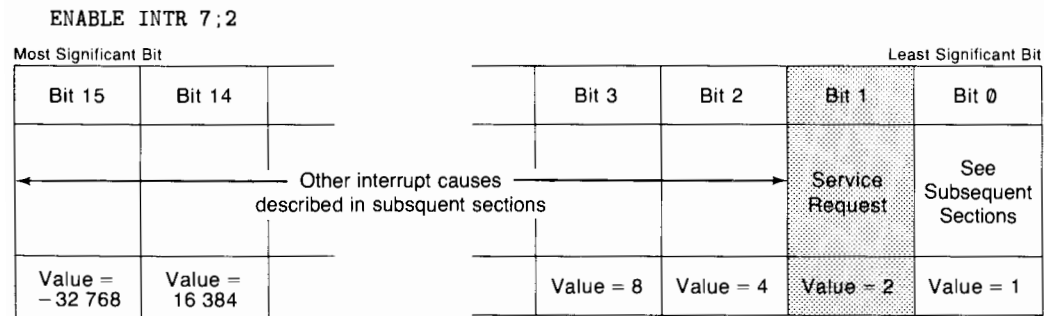 ENABLE INTR 7;2
Most Significant Bit
Least Significant Bit
Bit 15
Bit 14
Bit 3
Bit 2
Bit 1
Bit 0
Other interrupt causes
described in subsquent sections
Service
Request
See
Subsequent
Sections
Value =
−32 768
Value =
16 384
Value = 8
Value = 4
Value = 2
Value = 1